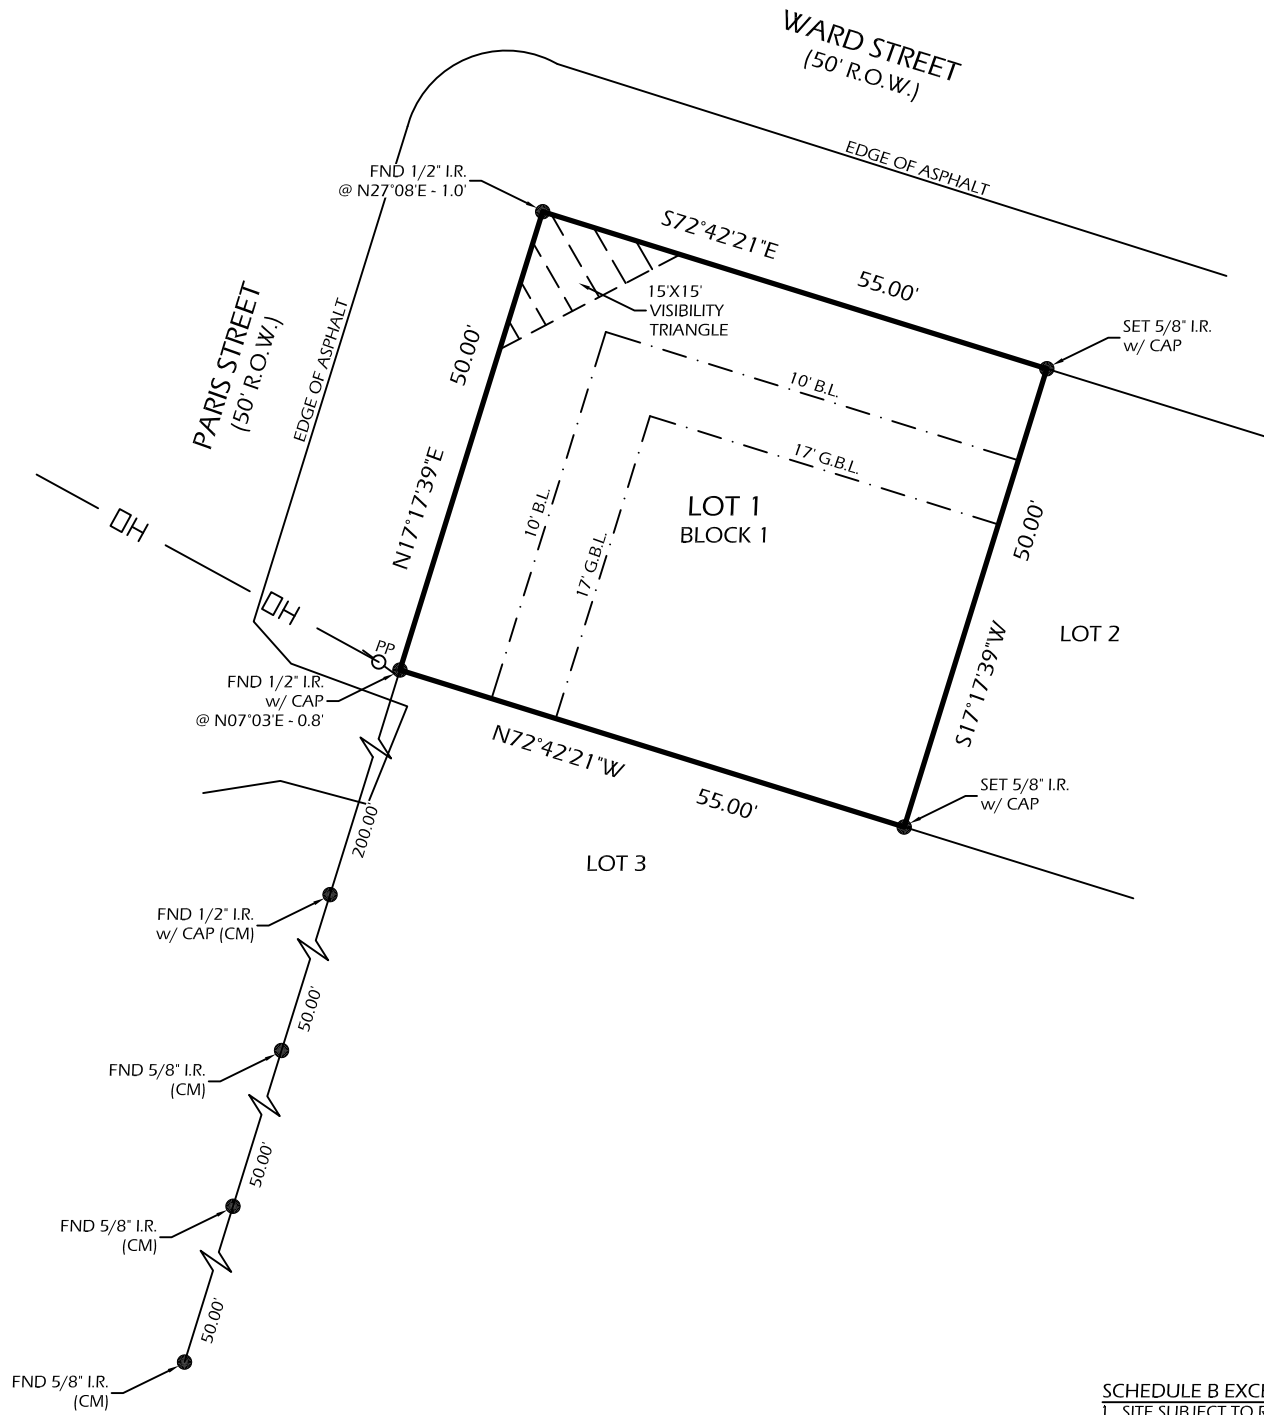 WARD STREET
(50' R.O.W.)
EDGE OF ASPHALT
FND 1/2" I.R.
@ N27°08'E - 1.0'
S72°42'21"E
55.00'
15'X15'
VISIBILITY
TRIANGLE
SET 5/8" I.R.
w/ CAP
PARIS STREET
(50' R.O.W.)
EDGE OF ASPHALT
50.00'
N17°17'39"E
10' B.L.
17' G.B.L.
10' B.L.
17' G.B.L.
LOT 1
BLOCK 1
50.00'
S17°17'39"W
LOT 2
OH
OH
PP
FND 1/2" I.R.
w/ CAP
@ N07°03'E - 0.8'
N72°42'21"W
55.00'
SET 5/8" I.R.
w/ CAP
LOT 3
200.00'
FND 1/2" I.R.
w/ CAP (CM)
50.00'
FND 5/8" I.R.
(CM)
50.00'
FND 5/8" I.R.
(CM)
50.00'
FND 5/8" I.R.
(CM)
SCHEDULE B EXCE
1. SITE SUBJECT TO R